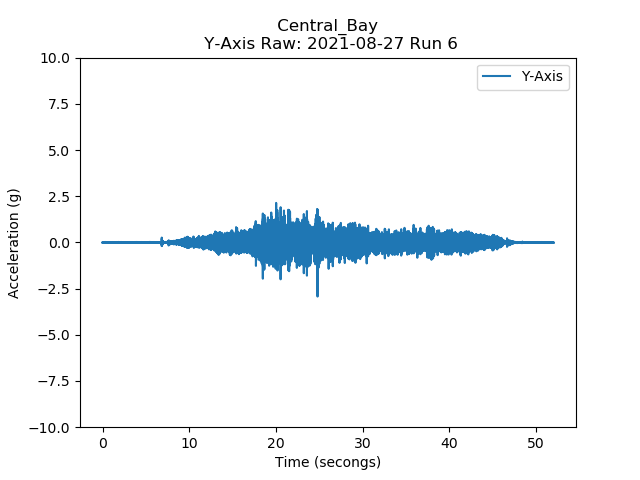 Central_Bay
Y-Axis Raw: 2021-08-27 Run 6
Y-Axis
10.0
7.5
5.0
2.5
0.0
−2.5
−5.0
−7.5
−10.0
Acceleration (g)
0 10 20 30 40 50
Time (secongs)